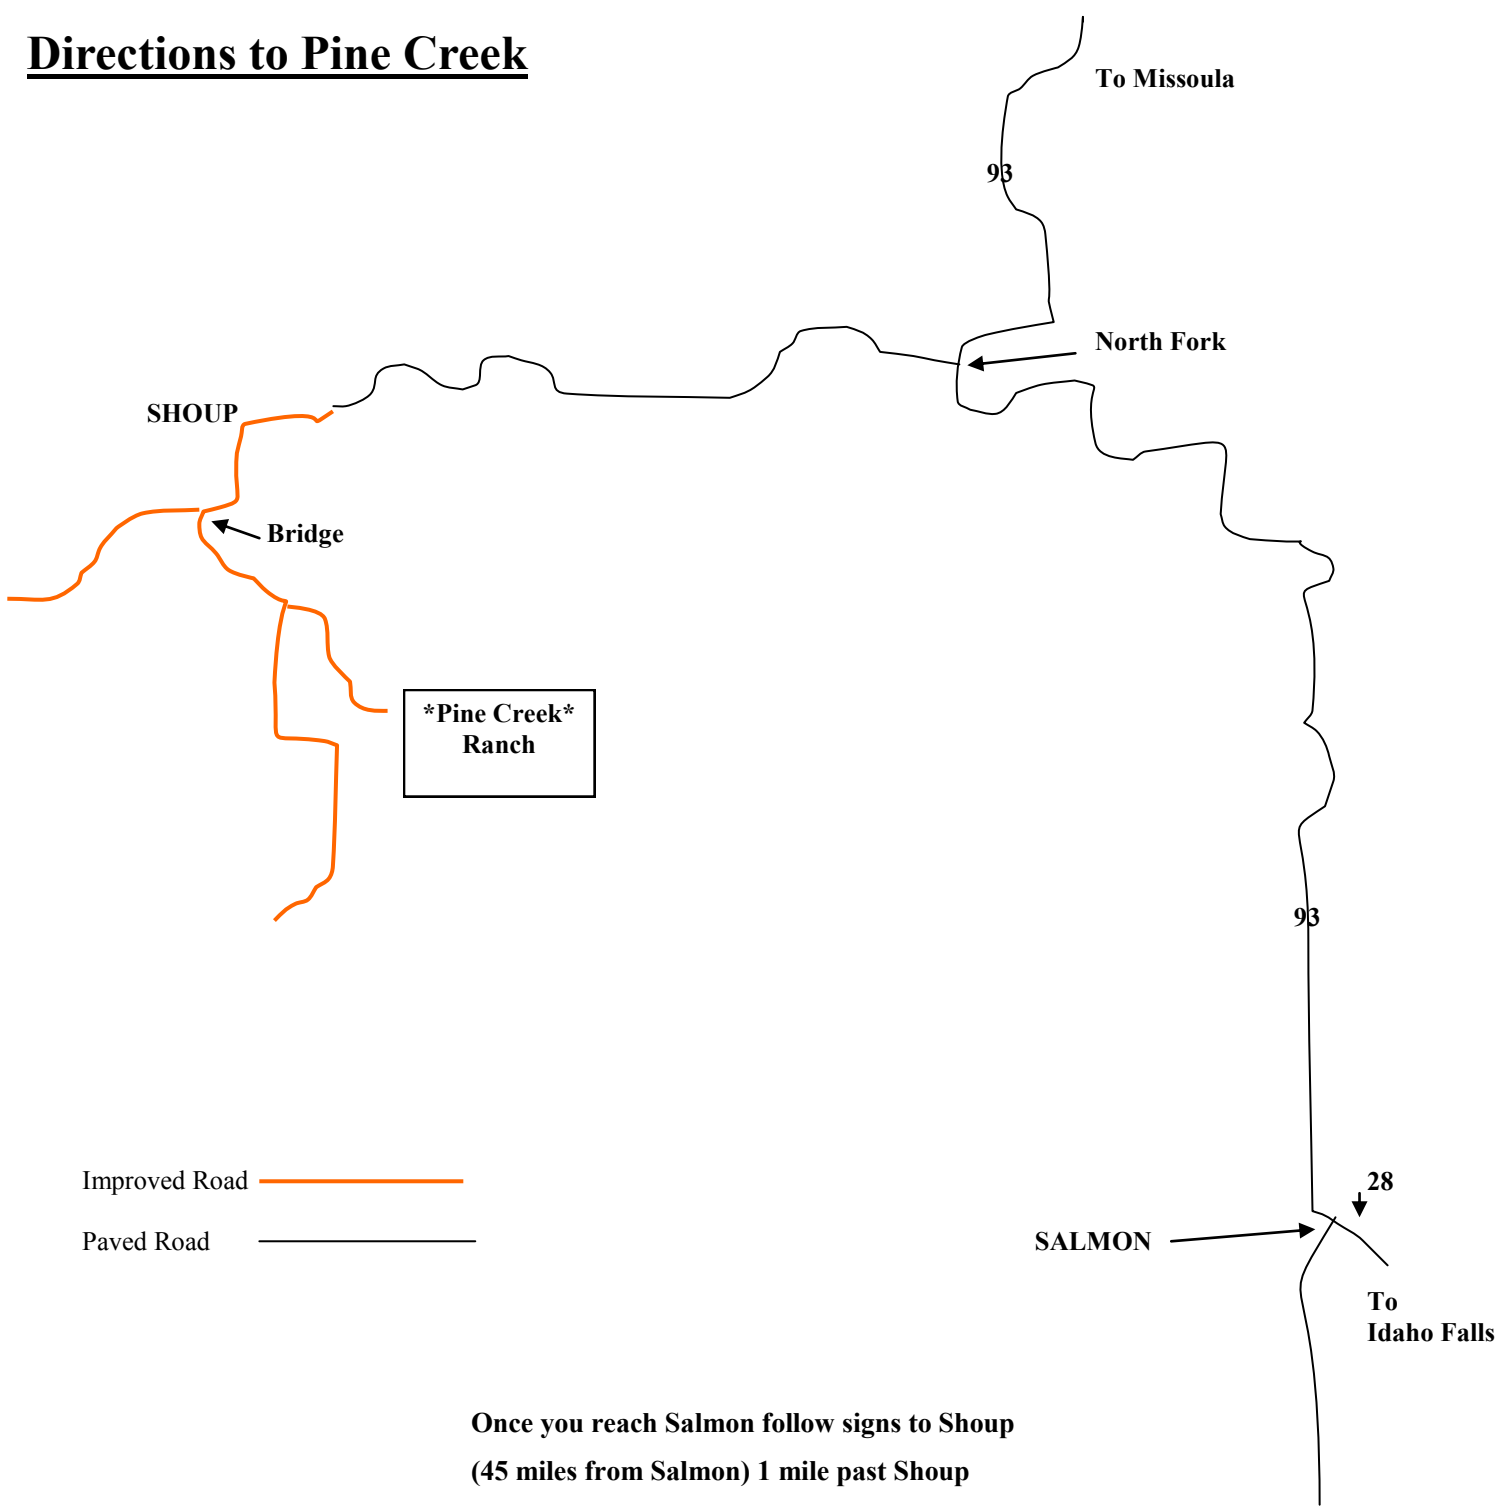 Directions to Pine Creek
To Missoula
93
North Fork
SHOUP
Bridge
*Pine Creek*
Ranch
93
Improved Road
28
Paved Road
SALMON
To
Idaho Falls
Once you reach Salmon follow signs to Shoup
(45 miles from Salmon) 1 mile past Shoup